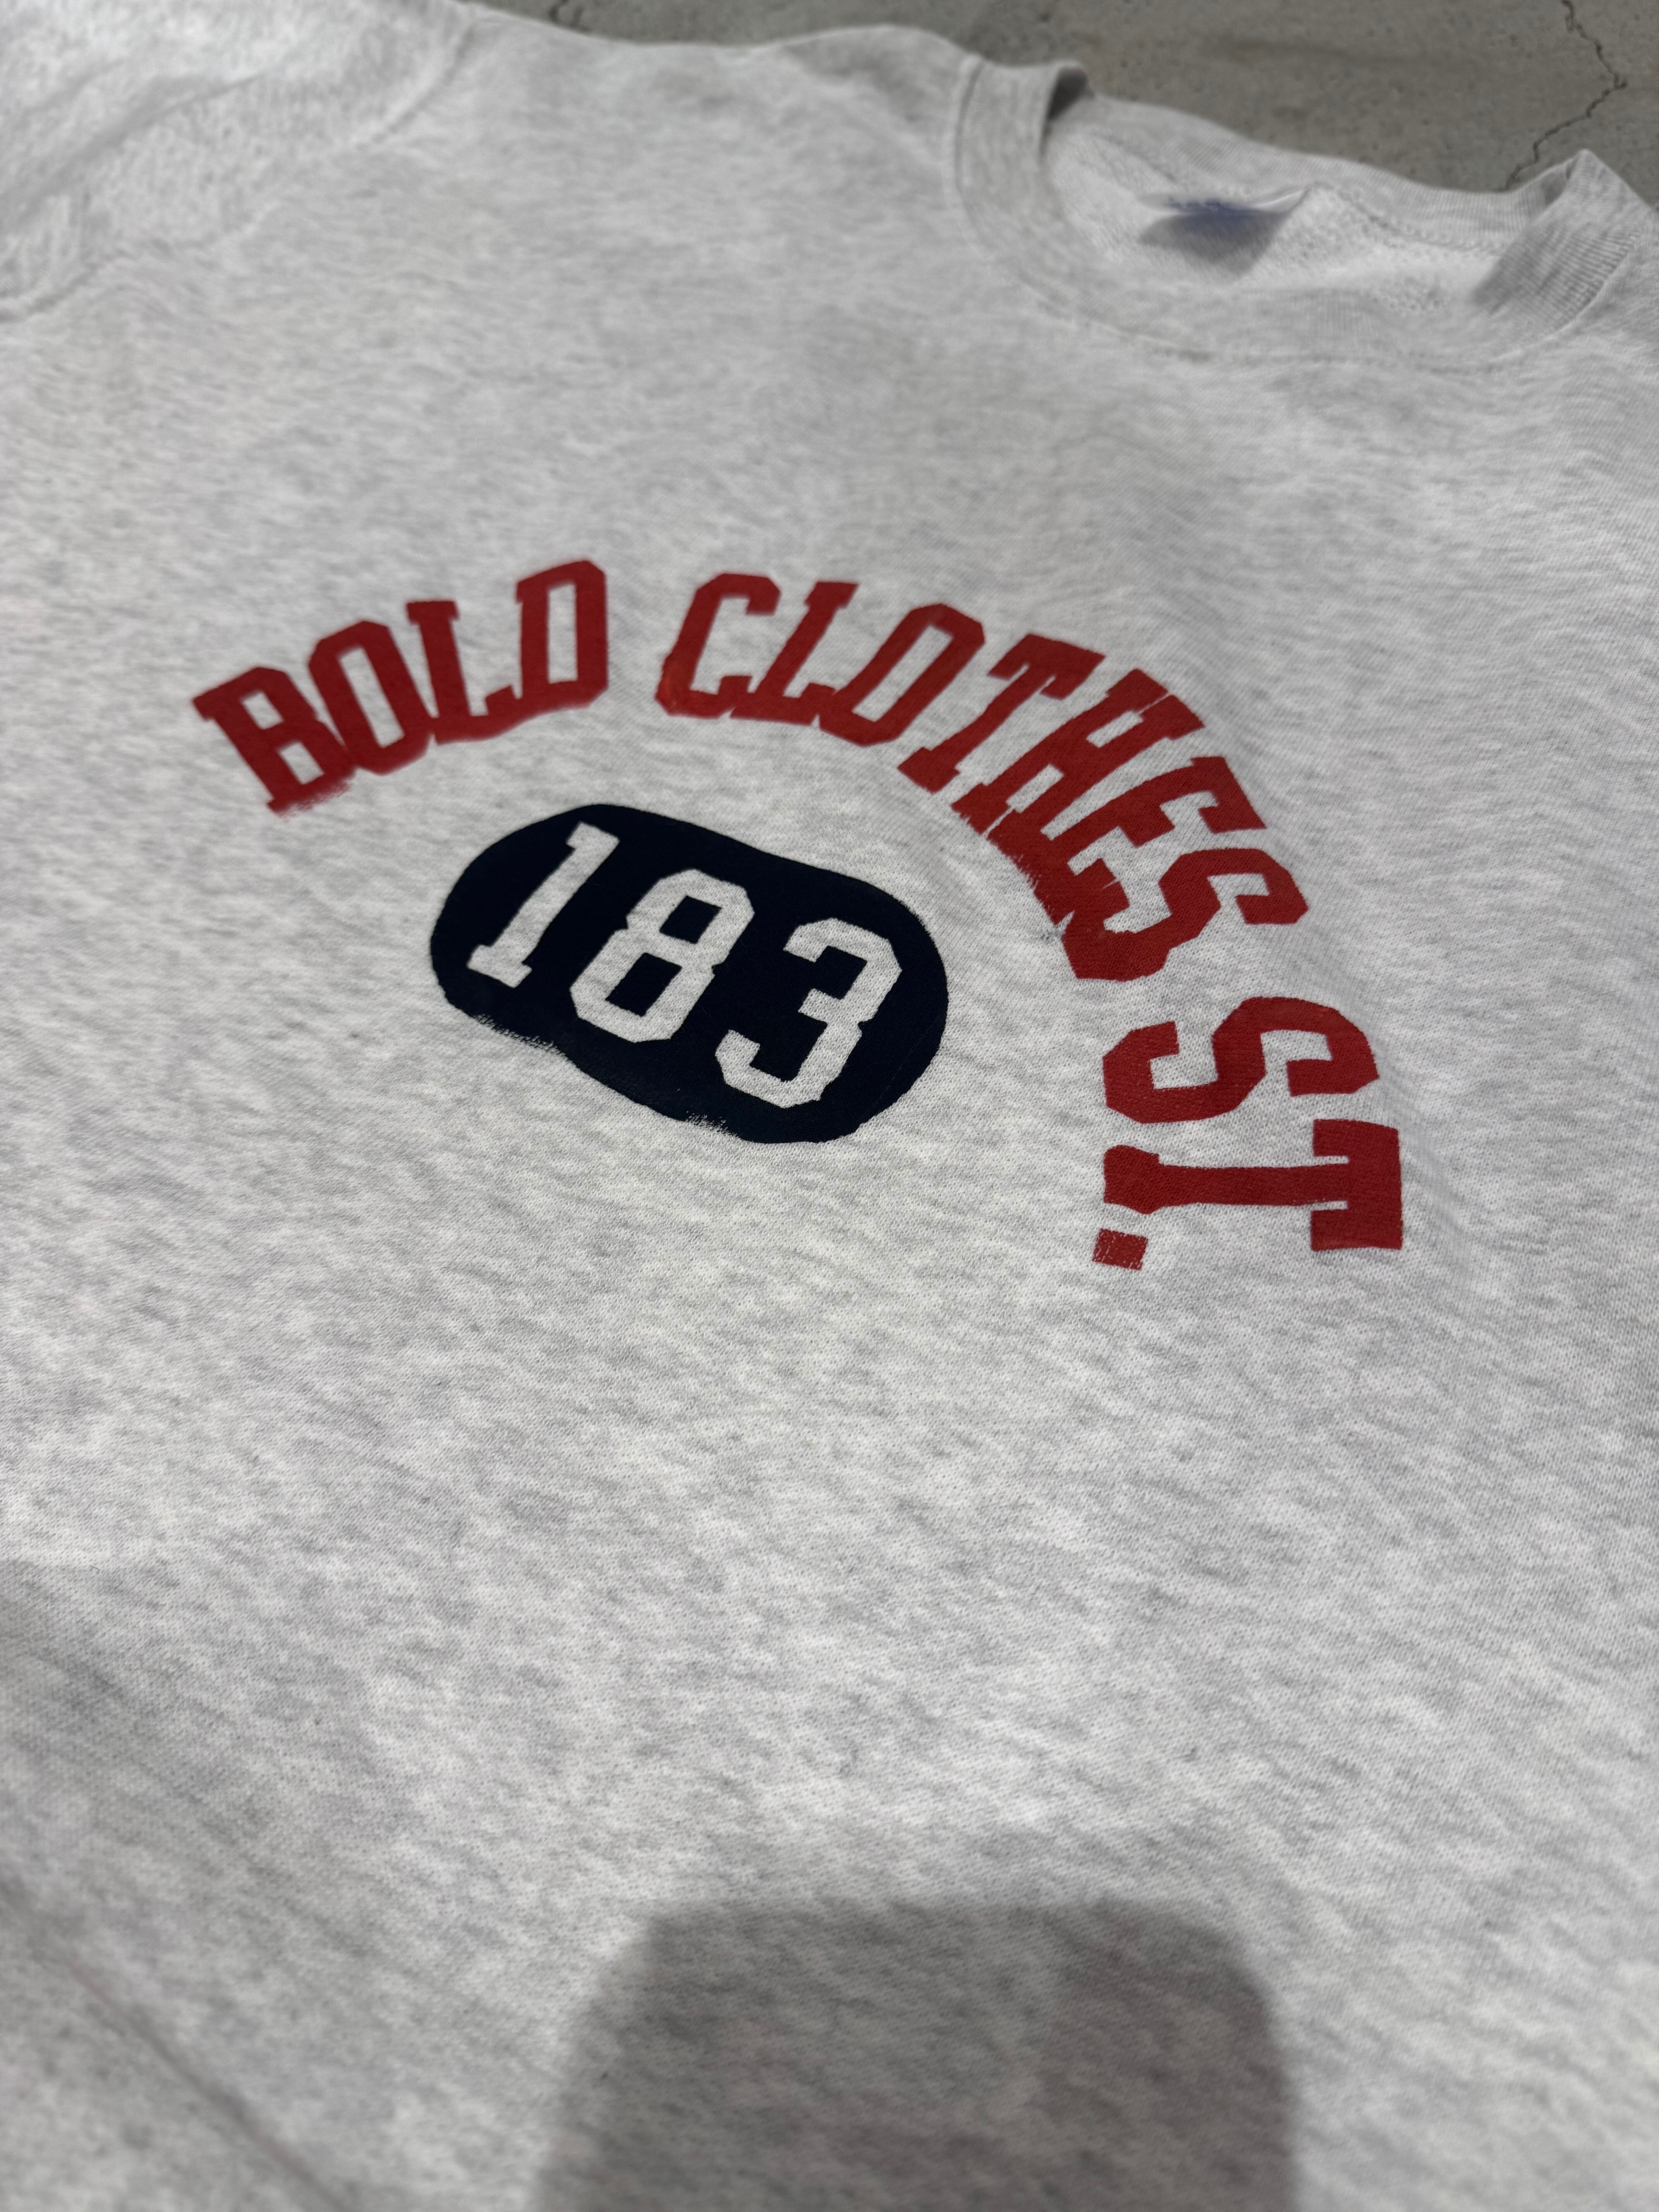 BOLD CLOTHES ST.
183